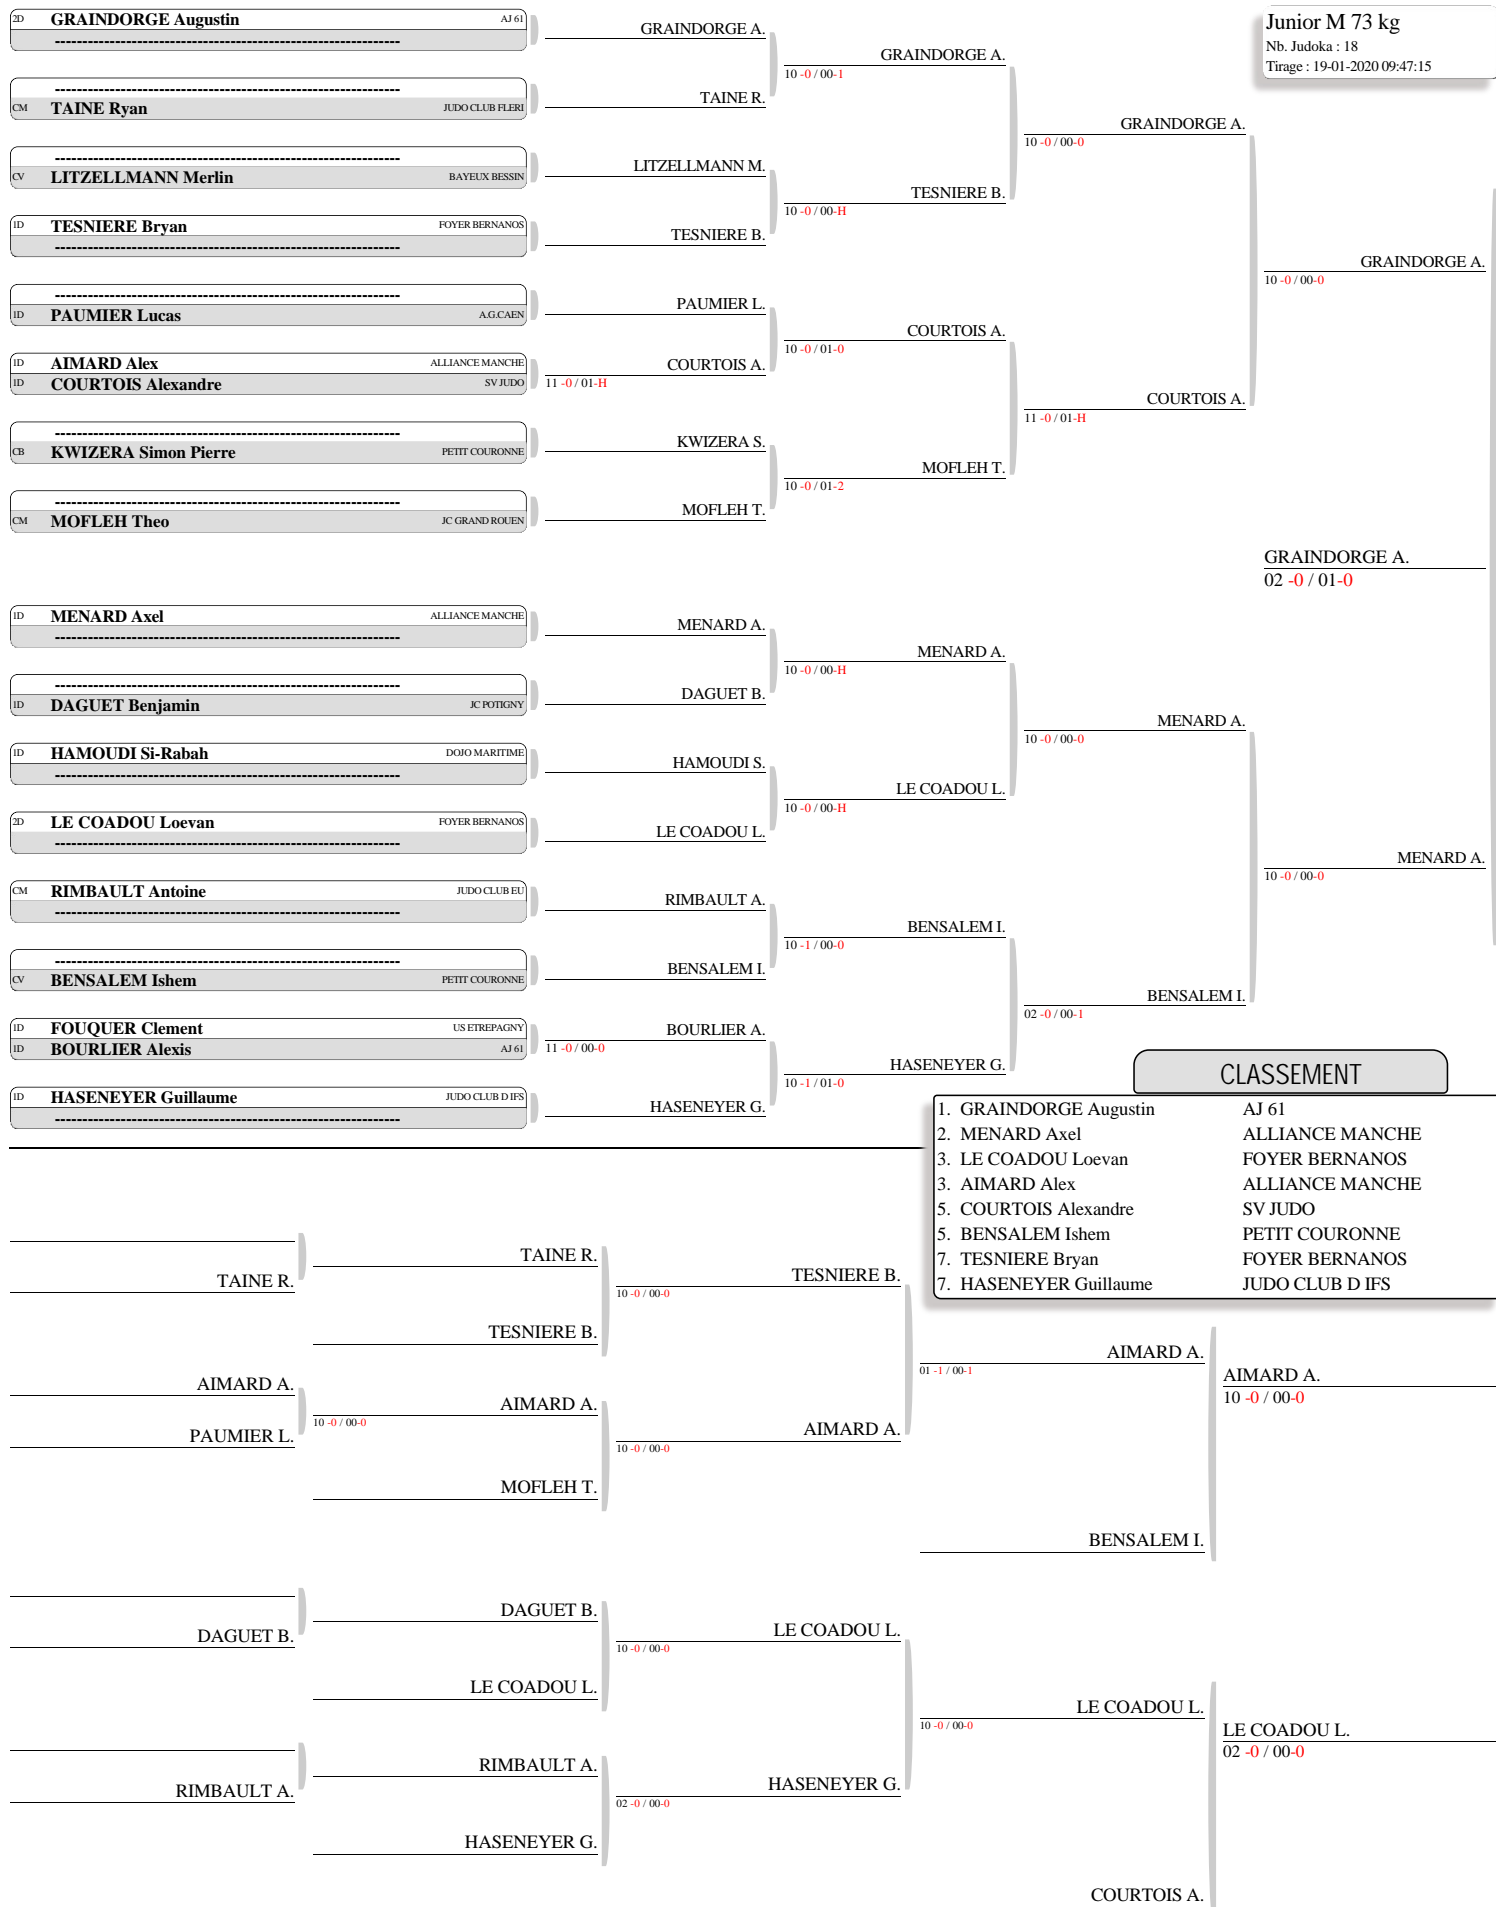 Junior M 73 kg
Nb. Judoka : 18
Tirage : 19-01-2020 09:47:15
2D GRAINDORGE Augustin AJ 61
----------------------------------------------------------------
----------------------------------------------------------------
CM TAINE Ryan JUDO CLUB FLERI
----------------------------------------------------------------
CV LITZELLMANN Merlin BAYEUX BESSIN
1D TESNIERE Bryan FOYER BERNANOS
----------------------------------------------------------------
----------------------------------------------------------------
1D PAUMIER Lucas A.G.CAEN
1D AIMARD Alex ALLIANCE MANCHE
1D COURTOIS Alexandre SV JUDO
----------------------------------------------------------------
CB KWIZERA Simon Pierre PETIT COURONNE
----------------------------------------------------------------
CM MOFLEH Theo JC GRAND ROUEN
1D MENARD Axel ALLIANCE MANCHE
----------------------------------------------------------------
----------------------------------------------------------------
1D DAGUET Benjamin JC POTIGNY
1D HAMOUDI Si-Rabah DOJO MARITIME
----------------------------------------------------------------
2D LE COADOU Loevan FOYER BERNANOS
----------------------------------------------------------------
CM RIMBAULT Antoine JUDO CLUB EU
----------------------------------------------------------------
----------------------------------------------------------------
CV BENSALEM Ishem PETIT COURONNE
1D FOUQUER Clement US ETREPAGNY
1D BOURLIER Alexis AJ 61
1D HASENEYER Guillaume JUDO CLUB D IFS
----------------------------------------------------------------
GRAINDORGE A.
TAINE R.
LITZELLMANN M.
TESNIERE B.
PAUMIER L.
COURTOIS A.
11 -0 / 01-H
KWIZERA S.
MOFLEH T.
MENARD A.
DAGUET B.
HAMOUDI S.
LE COADOU L.
RIMBAULT A.
BENSALEM I.
BOURLIER A.
11 -0 / 00-0
HASENEYER G.
GRAINDORGE A.
10 -0 / 00-1
TESNIERE B.
10 -0 / 00-H
COURTOIS A.
10 -0 / 01-0
MOFLEH T.
10 -0 / 01-2
MENARD A.
10 -0 / 00-H
LE COADOU L.
10 -0 / 00-H
BENSALEM I.
10 -1 / 00-0
HASENEYER G.
10 -1 / 01-0
GRAINDORGE A.
10 -0 / 00-0
COURTOIS A.
11 -0 / 01-H
MENARD A.
10 -0 / 00-0
BENSALEM I.
02 -0 / 00-1
GRAINDORGE A.
10 -0 / 00-0
MENARD A.
10 -0 / 00-0
GRAINDORGE A.
02 -0 / 01-0
CLASSEMENT
1. GRAINDORGE Augustin AJ 61
2. MENARD Axel ALLIANCE MANCHE
3. LE COADOU Loevan FOYER BERNANOS
3. AIMARD Alex ALLIANCE MANCHE
5. COURTOIS Alexandre SV JUDO
5. BENSALEM Ishem PETIT COURONNE
7. TESNIERE Bryan FOYER BERNANOS
7. HASENEYER Guillaume JUDO CLUB D IFS
TAINE R.
AIMARD A.
PAUMIER L.
DAGUET B.
RIMBAULT A.
TAINE R.
TESNIERE B.
AIMARD A.
10 -0 / 00-0
MOFLEH T.
DAGUET B.
LE COADOU L.
RIMBAULT A.
HASENEYER G.
TESNIERE B.
10 -0 / 00-0
AIMARD A.
10 -0 / 00-0
LE COADOU L.
10 -0 / 00-0
HASENEYER G.
02 -0 / 00-0
AIMARD A.
01 -1 / 00-1
BENSALEM I.
LE COADOU L.
10 -0 / 00-0
COURTOIS A.
AIMARD A.
10 -0 / 00-0
LE COADOU L.
02 -0 / 00-0